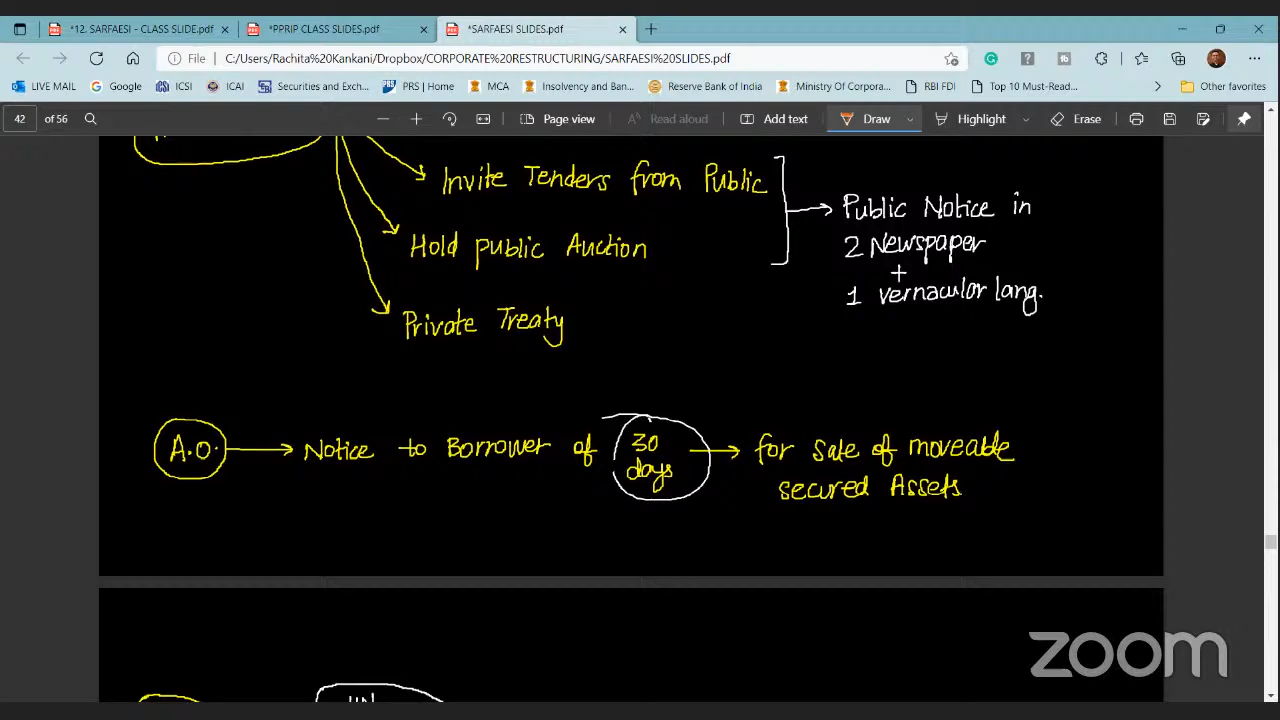 *12. SARFAESI - CLASS SLIDE.pdf
*PPRIP CLASS SLIDES.pdf
*SARFAESI SLIDES.pdf
File
C:/Users/Rachita%20Kankani/Dropbox/CORPORATE%20RESTRUCTURING/SARFAESI%20SLIDES.pdf
LIVE MAIL Google ICSI ICAI Securities and Exch... PRS | Home MCA Insolvency and Ban... Reserve Bank of India Ministry Of Corpora... RBI FDI Top 10 Must-Read... Other favorites
42 of 56 Page view Read aloud Add text Draw Highlight Erase
Invite Tenders from Public
Hold public Auction
Private Treaty
Public Notice in
2 Newspaper
+
1 vernaculor lang.
A.O. Notice to Borrower of 30 days for sale of moveable
secured Assets
zoom